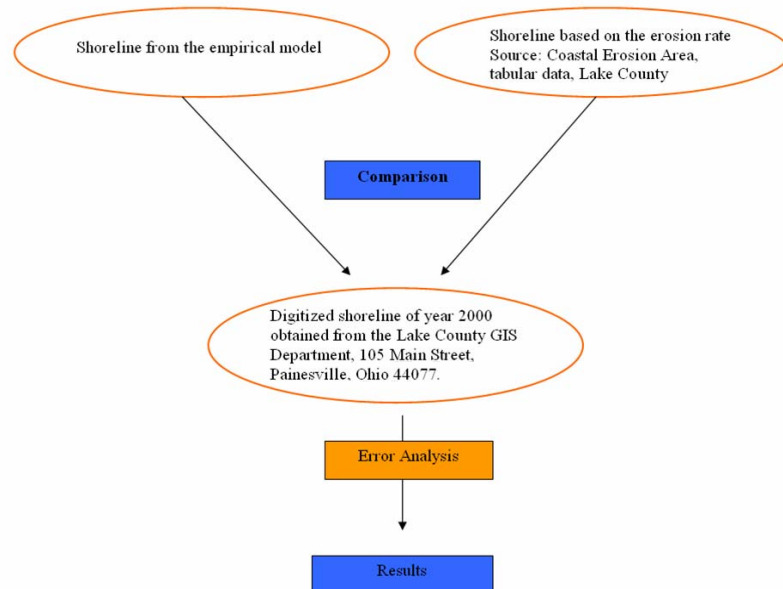 Shoreline from the empirical model
Shoreline based on the erosion rate
Source: Coastal Erosion Area,
tabular data, Lake County
Comparison
Digitized shoreline of year 2000
obtained from the Lake County GIS
Department, 105 Main Street,
Painesville, Ohio 44077.
Error Analysis
Results